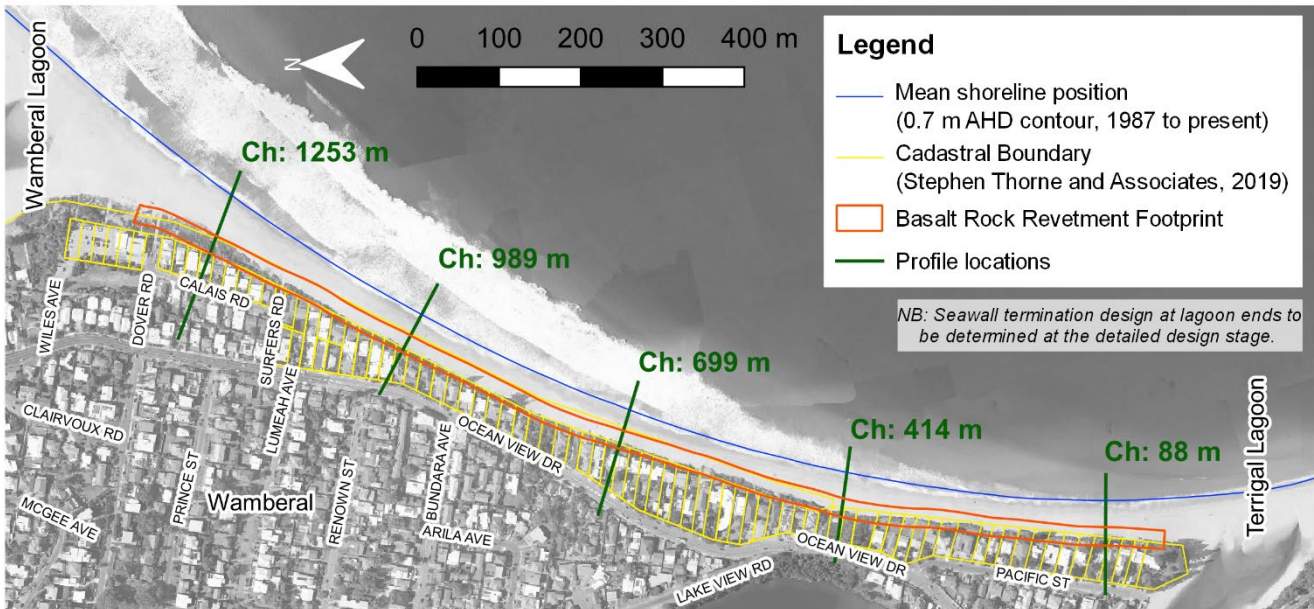 0 100 200 300 400 m
N
Legend
Mean shoreline position
(0.7 m AHD contour, 1987 to present)
Cadastral Boundary
(Stephen Thorne and Associates, 2019)
Basalt Rock Revetment Footprint
Profile locations
NB: Seawall termination design at lagoon ends to
be determined at the detailed design stage.
Wamberal Lagoon
Ch: 1253 m
Ch: 989 m
Ch: 699 m
Ch: 414 m
Ch: 88 m
Terrigal Lagoon
WILES AVE
DOVER RD
CALAIS RD
SURFERS RD
CLAIRVOUX RD
PRINCE ST
LUMEAH AVE
RENOWN ST
BUNDARA AVE
OCEAN VIEW DR
MCGEE AVE
Wamberal
ARILA AVE
LAKE VIEW RD
OCEAN VIEW DR
PACIFIC ST